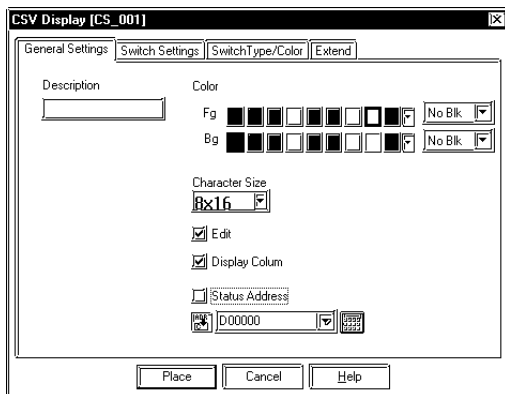 CSV Display [CS_001]
General Settings Switch Settings SwitchType/Color Extend
Description Color
Fg No Blk
Bg No Blk
Character Size
8x16
Edit
Display Colum
Status Address
D00000
Place Cancel Help